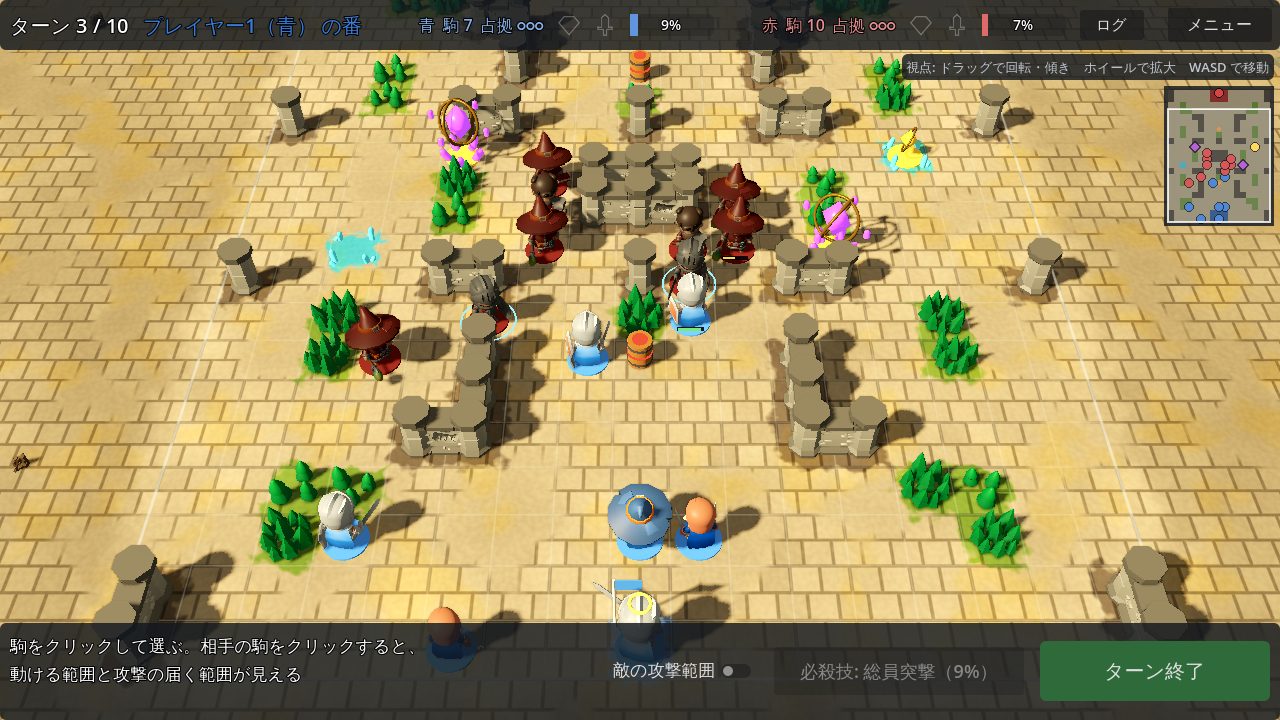 ターン 3 / 10 プレイヤー1（青）の番 青 駒 7 占拠 9% 赤 駒 10 占拠 7% ログ メニュー
視点: ドラッグで回転・傾き ホイールで拡大 WASD で移動
駒をクリックして選ぶ。相手の駒をクリックすると、
動ける範囲と攻撃の届く範囲が見える
敵の攻撃範囲 必殺技: 総員突撃（9%） ターン終了